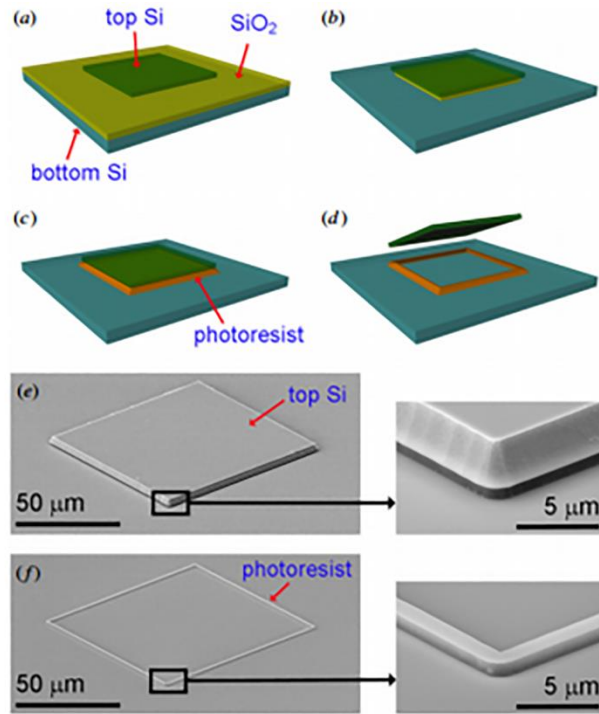 (a)
top Si
SiO2
bottom Si
(b)
(c)
photoresist
(d)
(e)
top Si
50 μm
5 μm
(f)
photoresist
50 μm
5 μm